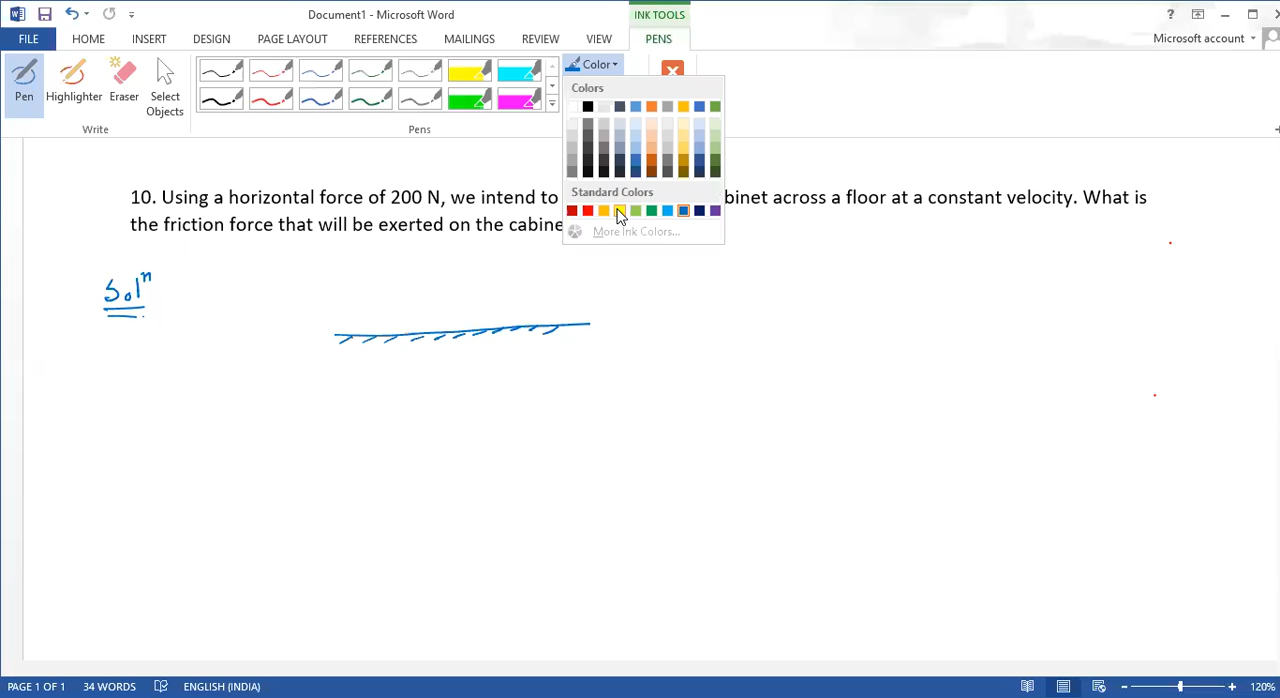 Document1 - Microsoft Word
INK TOOLS
?
FILE HOME INSERT DESIGN PAGE LAYOUT REFERENCES MAILINGS REVIEW VIEW PENS
Microsoft account
Pen Highlighter Eraser Select Objects
Color
Write
Pens
Colors
Standard Colors
More Ink Colors...
10. Using a horizontal force of 200 N, we intend to binet across a floor at a constant velocity. What is
the friction force that will be exerted on the cabine
Solⁿ
PAGE 1 OF 1 34 WORDS ENGLISH (INDIA) 120%